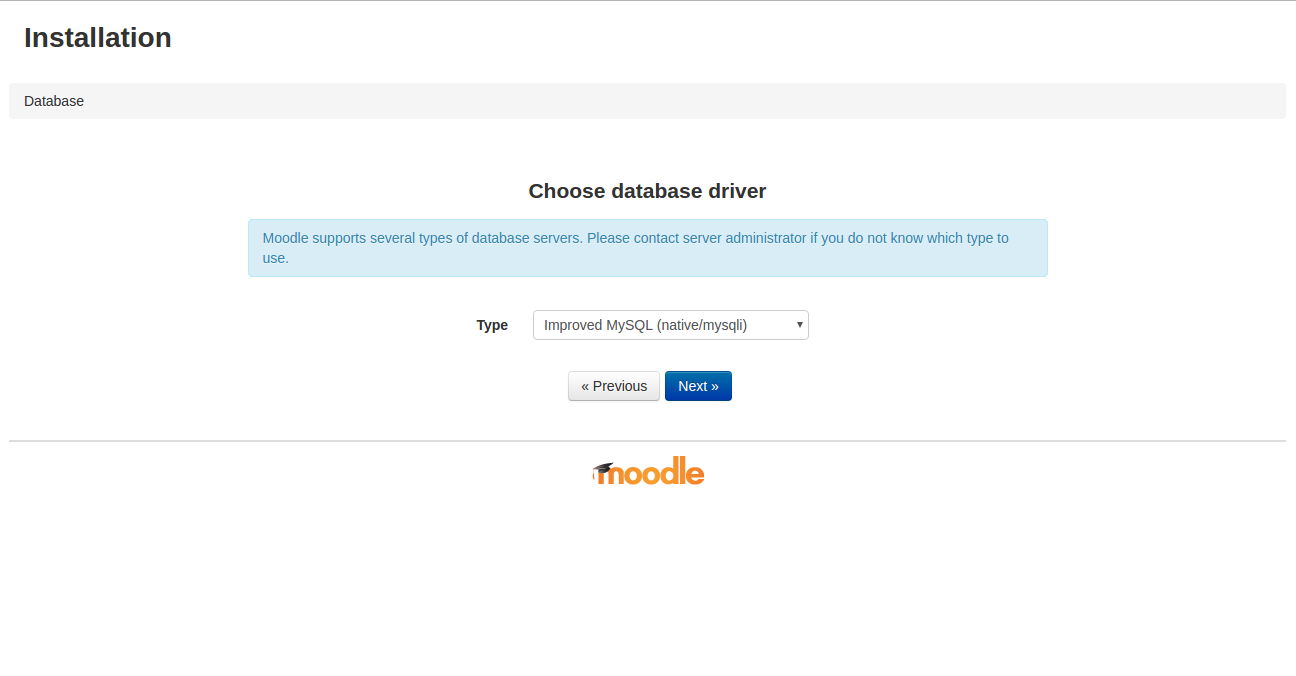 Installation
Database
Choose database driver
Moodle supports several types of database servers. Please contact server administrator if you do not know which type to
use.
Type
Improved MySQL (native/mysqli)
« Previous
Next »
moodle